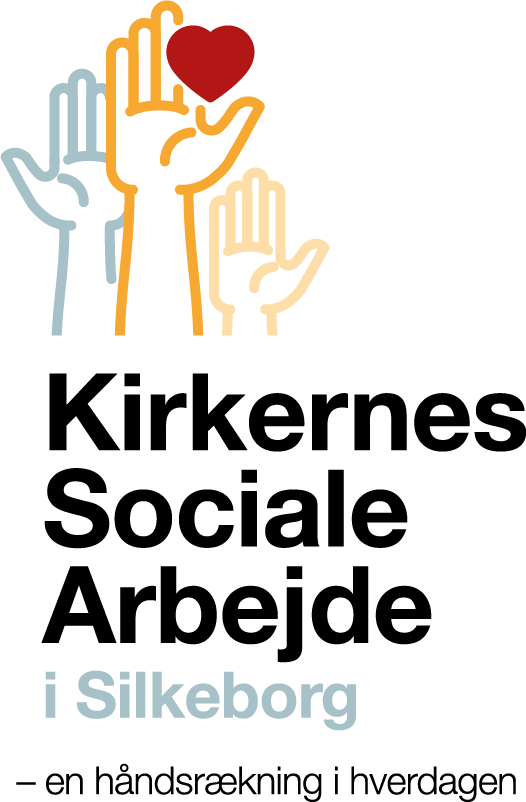 Kirkernes
Sociale
Arbejde
i Silkeborg
– en håndsrækning i hverdagen